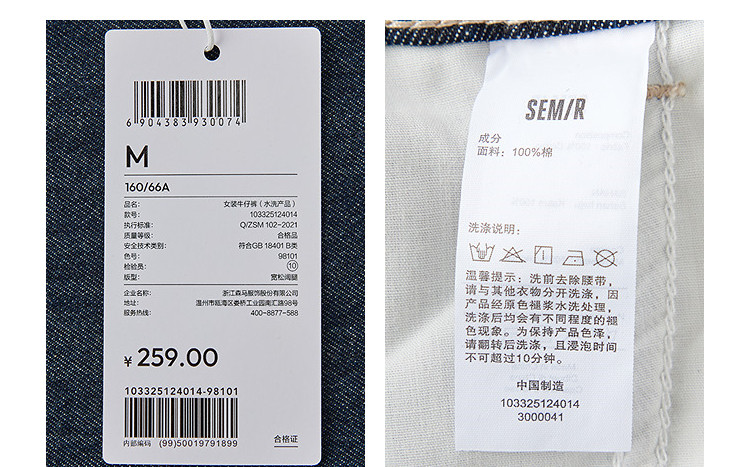 6 904383 930074
M
160/66A
品名: 女装牛仔裤（水洗产品）
款号: 103325124014
执行标准: Q/ZSM 102-2021
质量等级: 合格品
安全技术类别: 符合GB 18401 B类
色号: 98101
检验员: 10
版型: 宽松阔腿
企业名称: 浙江森马服饰股份有限公司
地址: 温州市瓯海区娄桥工业园南汇路98号
服务热线: 400-8877-588
¥ 259.00
103325124014-98101
内部编码 (99)50019791899
合格证
SEM/R
成分
面料: 100%棉
洗涤说明:
温馨提示: 洗前去除腰带，
请与其他衣物分开洗涤，因
产品经原色褪浆水洗处理，
洗涤后均会有不同程度的褪
色现象。为保持产品色泽，
请翻转后洗涤，且浸泡时间
不可超过10分钟。
中国制造
103325124014
3000041